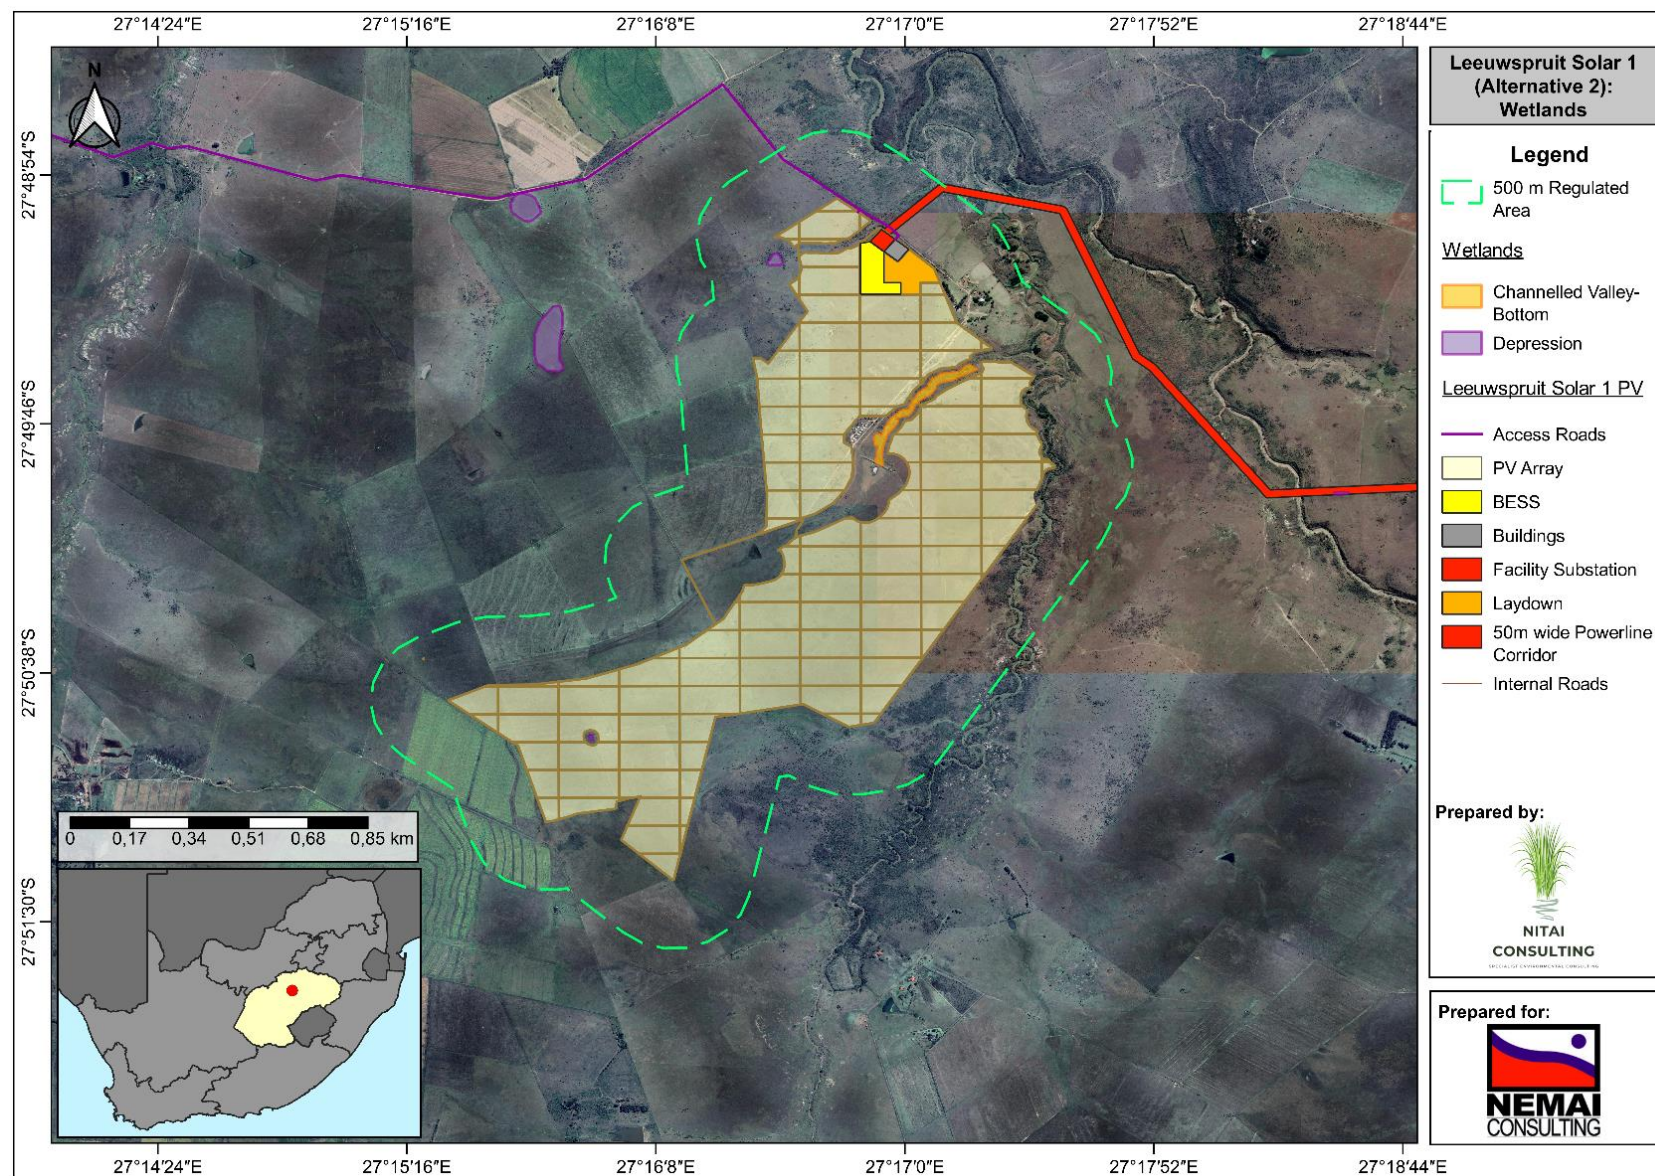 27°14'24"E
27°15'16"E
27°16'8"E
27°17'0"E
27°17'52"E
27°18'44"E
N
27°48'54"S
27°49'46"S
27°50'38"S
27°51'30"S
0 0,17 0,34 0,51 0,68 0,85 km
27°14'24"E
27°15'16"E
27°16'8"E
27°17'0"E
27°17'52"E
27°18'44"E
Leeuwspruit Solar 1
(Alternative 2):
Wetlands
Legend
500 m Regulated
Area
Wetlands
Channelled Valley-
Bottom
Depression
Leeuwspruit Solar 1 PV
Access Roads
PV Array
BESS
Buildings
Facility Substation
Laydown
50m wide Powerline
Corridor
Internal Roads
Prepared by:
NITAI
CONSULTING
SPECIALIST ENVIRONMENTAL CONSULTING
Prepared for:
NEMAI
CONSULTING